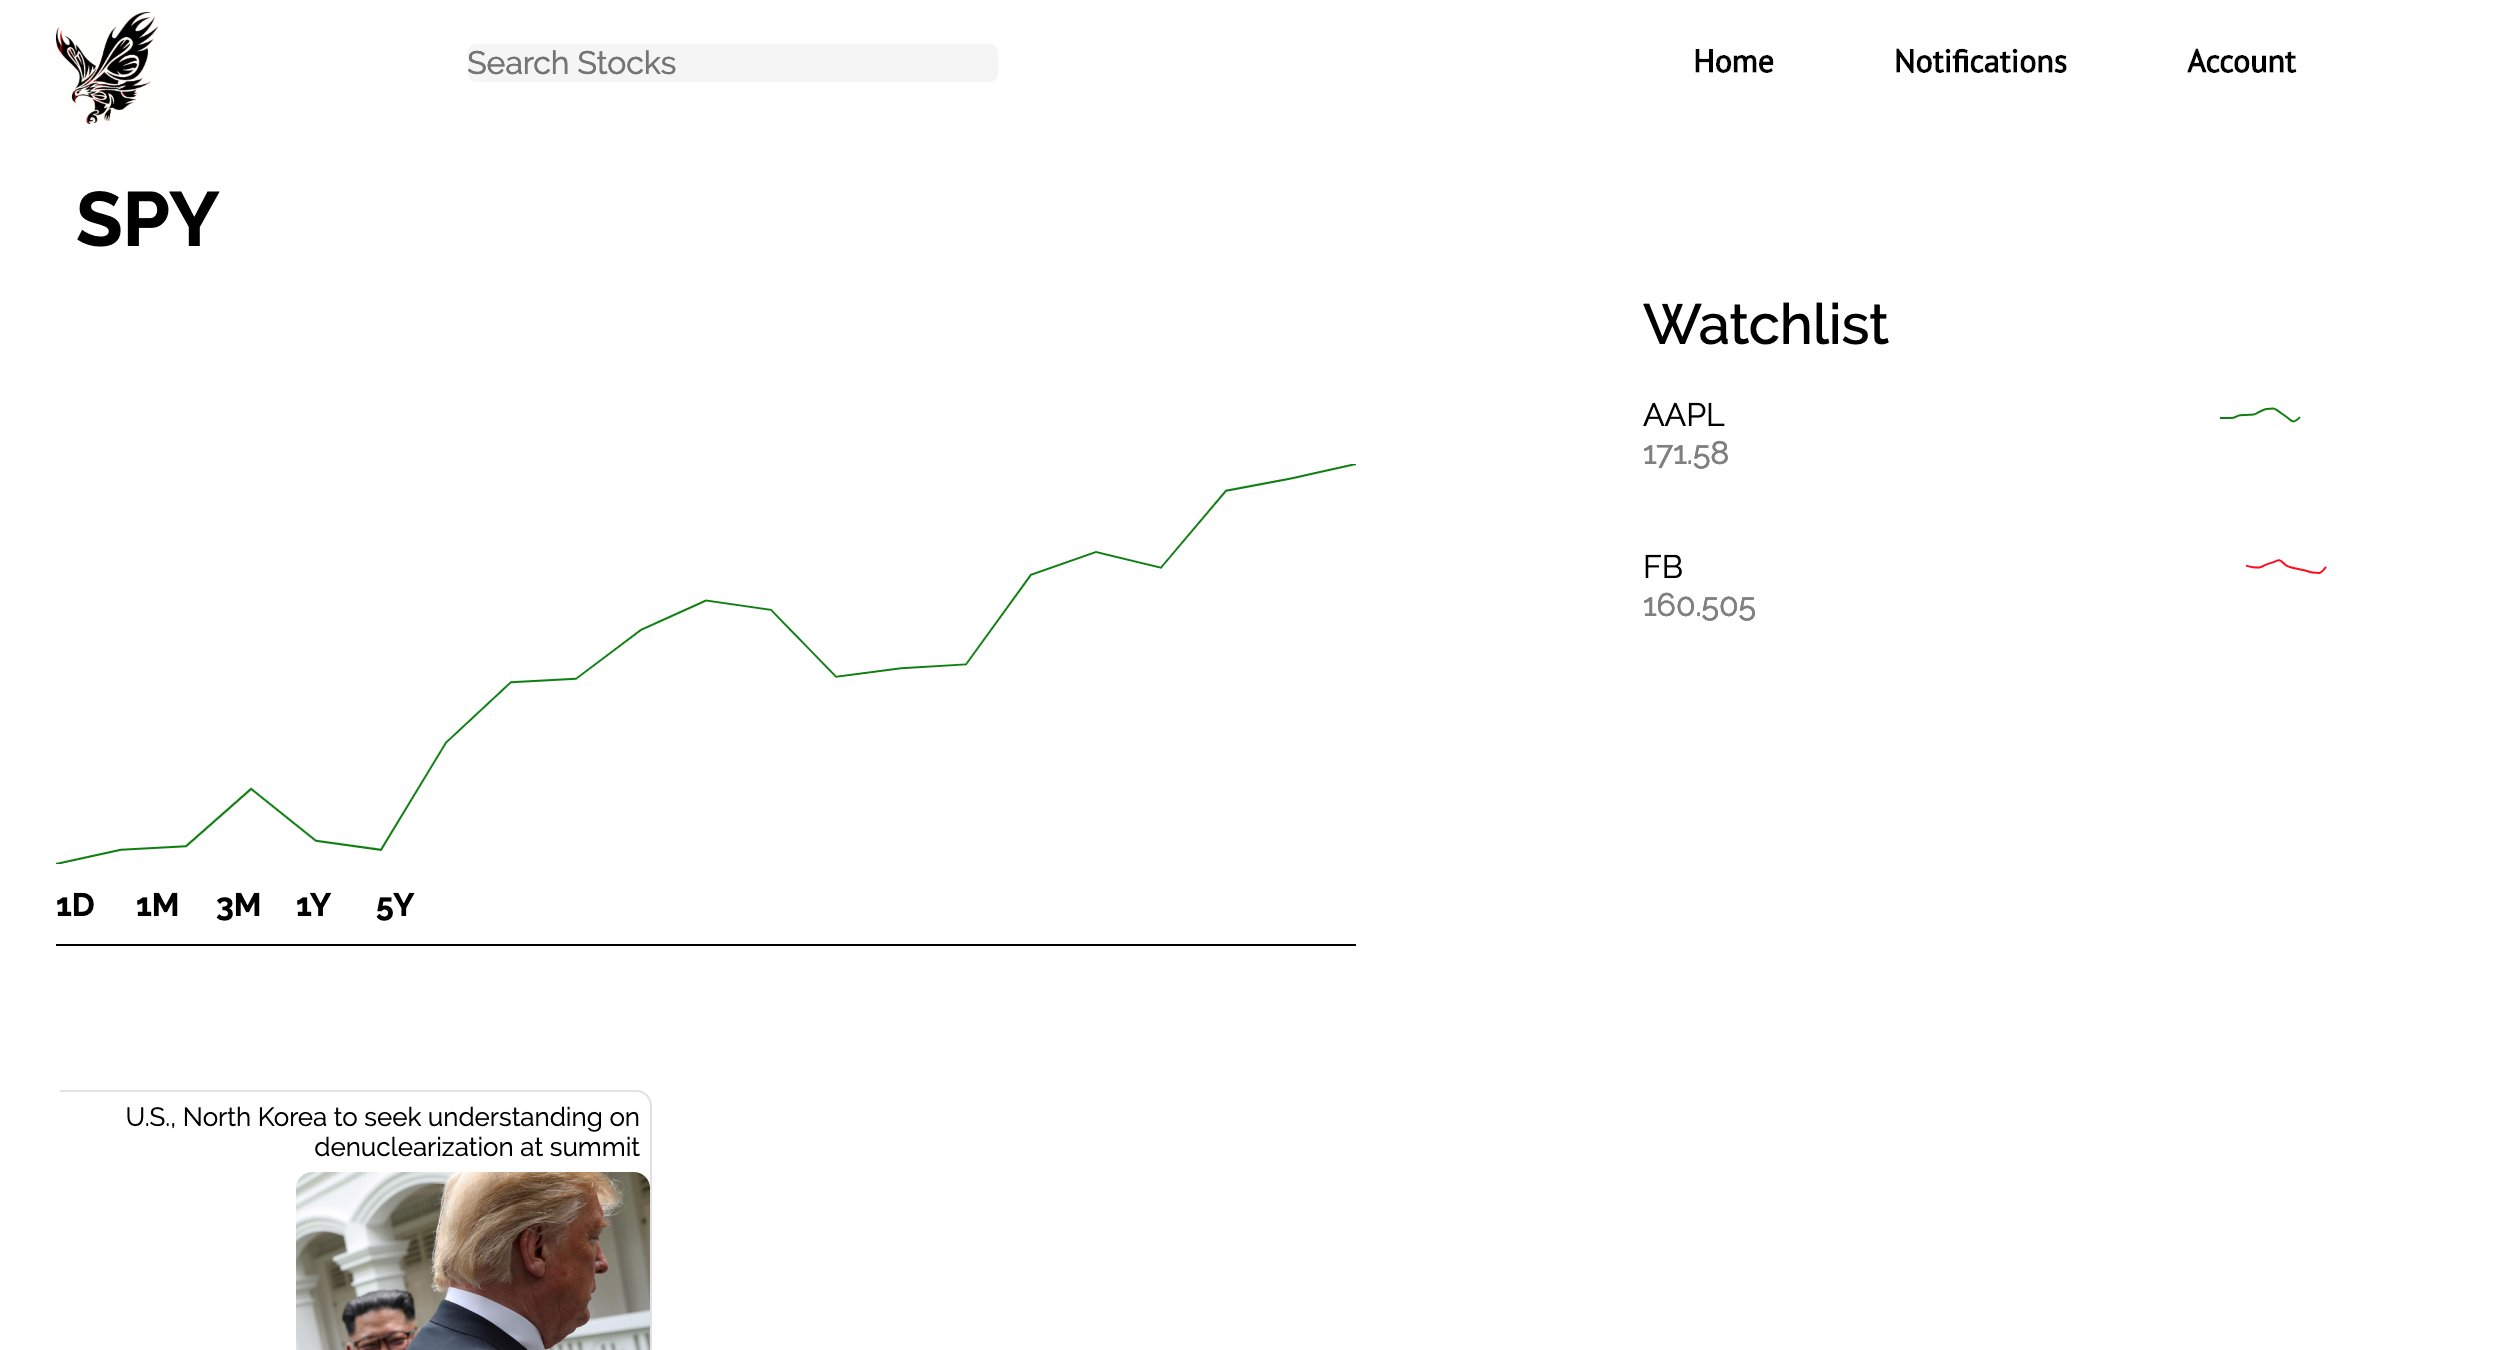 Search Stocks
Home
Notifications
Account
SPY
Watchlist
AAPL
171.58
FB
160.505
1D
1M
3M
1Y
5Y
U.S., North Korea to seek understanding on
denuclearization at summit